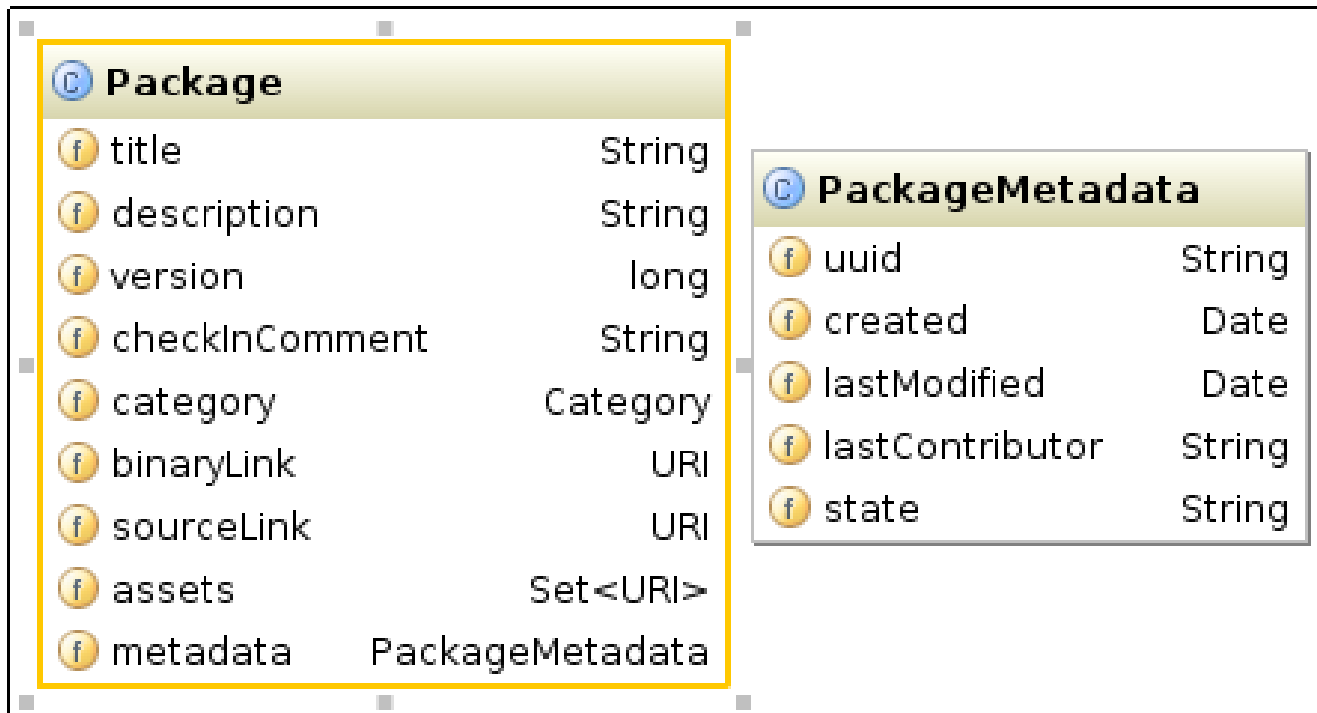 C Package
f title String
f description String
f version long
f checkInComment String
f category Category
f binaryLink URI
f sourceLink URI
f assets Set<URI>
f metadata PackageMetadata
C PackageMetadata
f uuid String
f created Date
f lastModified Date
f lastContributor String
f state String